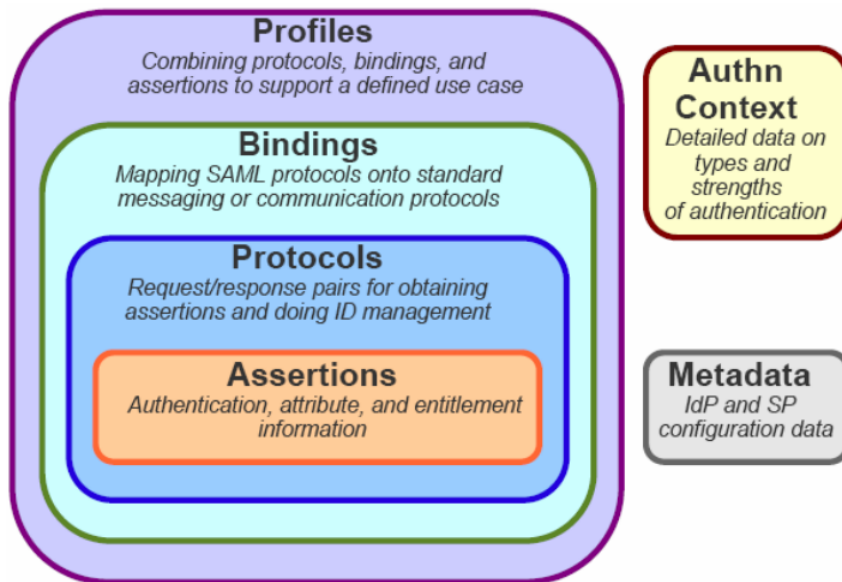 Profiles
Combining protocols, bindings, and
assertions to support a defined use case
Bindings
Mapping SAML protocols onto standard
messaging or communication protocols
Protocols
Request/response pairs for obtaining
assertions and doing ID management
Assertions
Authentication, attribute, and entitlement
information
Authn
Context
Detailed data on
types and
strengths
of authentication
Metadata
IdP and SP
configuration data